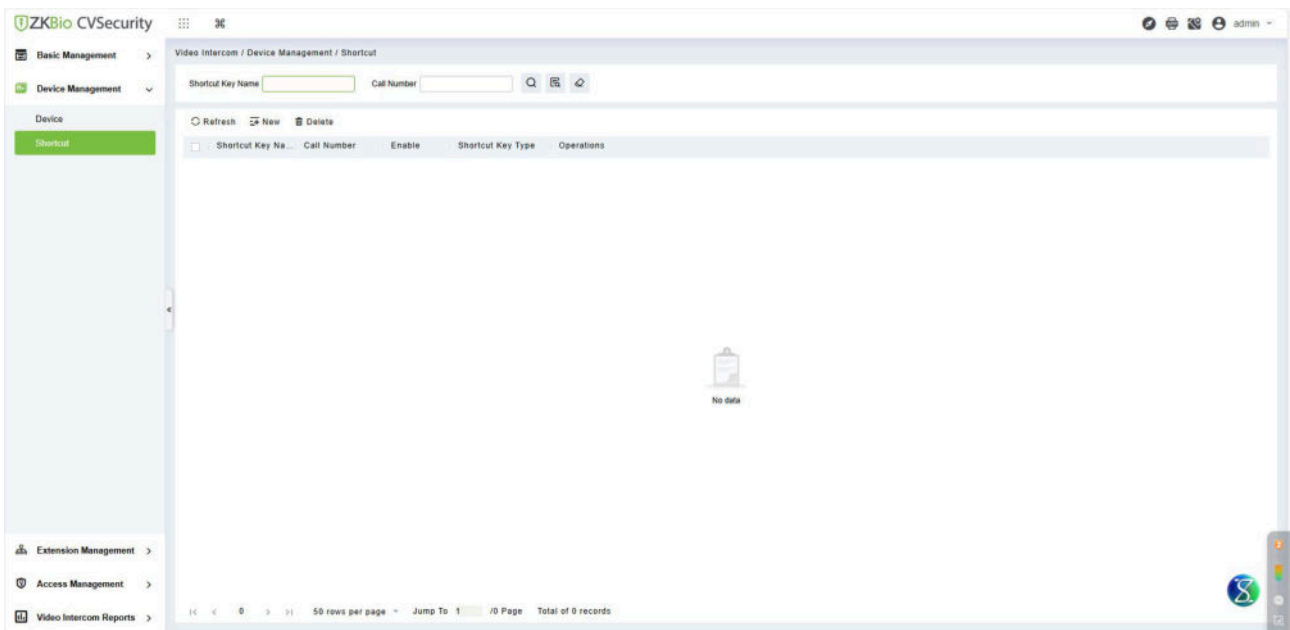 ZKBio CVSecurity
admin
Basic Management
Video Intercom / Device Management / Shortcut
Device Management
Shortcut Key Name
Call Number
Device
Refresh New Delete
Shortcut
Shortcut Key Na... Call Number Enable Shortcut Key Type Operations
No data
Extension Management
Access Management
Video Intercom Reports
0 50 rows per page Jump To 1 /0 Page Total of 0 records